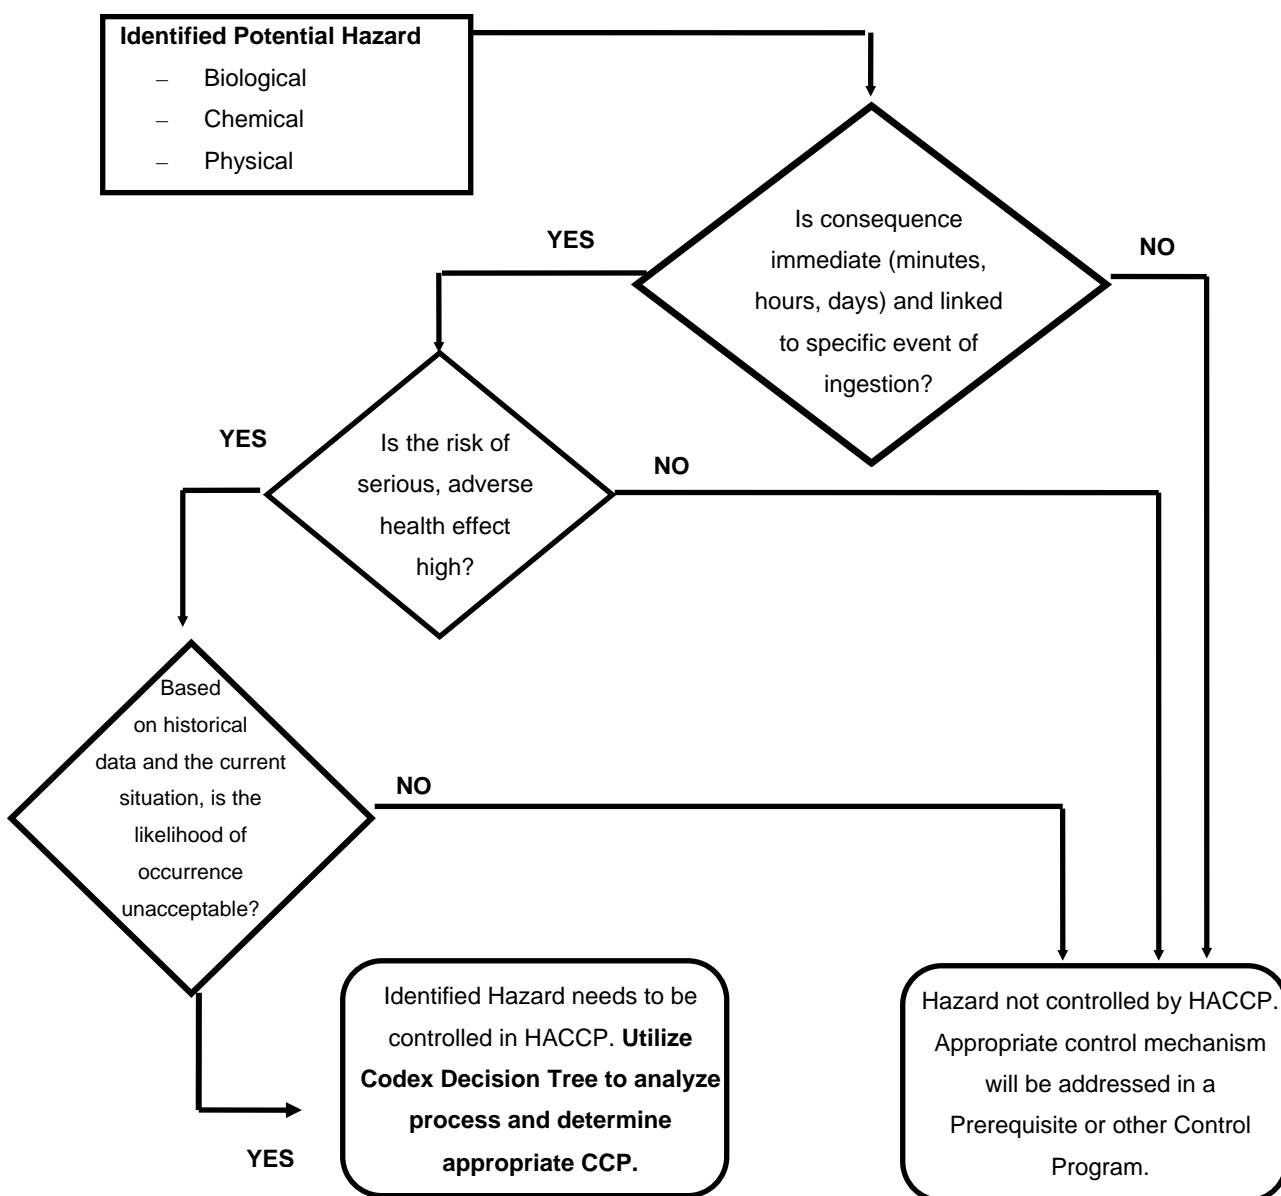 Identified Potential Hazard
– Biological
– Chemical
– Physical
Is consequence
immediate (minutes,
hours, days) and linked
to specific event of
ingestion?
YES
NO
Is the risk of
serious, adverse
health effect
high?
YES
NO
Based
on historical
data and the current
situation, is the
likelihood of
occurrence
unacceptable?
NO
YES
Identified Hazard needs to be
controlled in HACCP. Utilize
Codex Decision Tree to analyze
process and determine
appropriate CCP.
Hazard not controlled by HACCP.
Appropriate control mechanism
will be addressed in a
Prerequisite or other Control
Program.